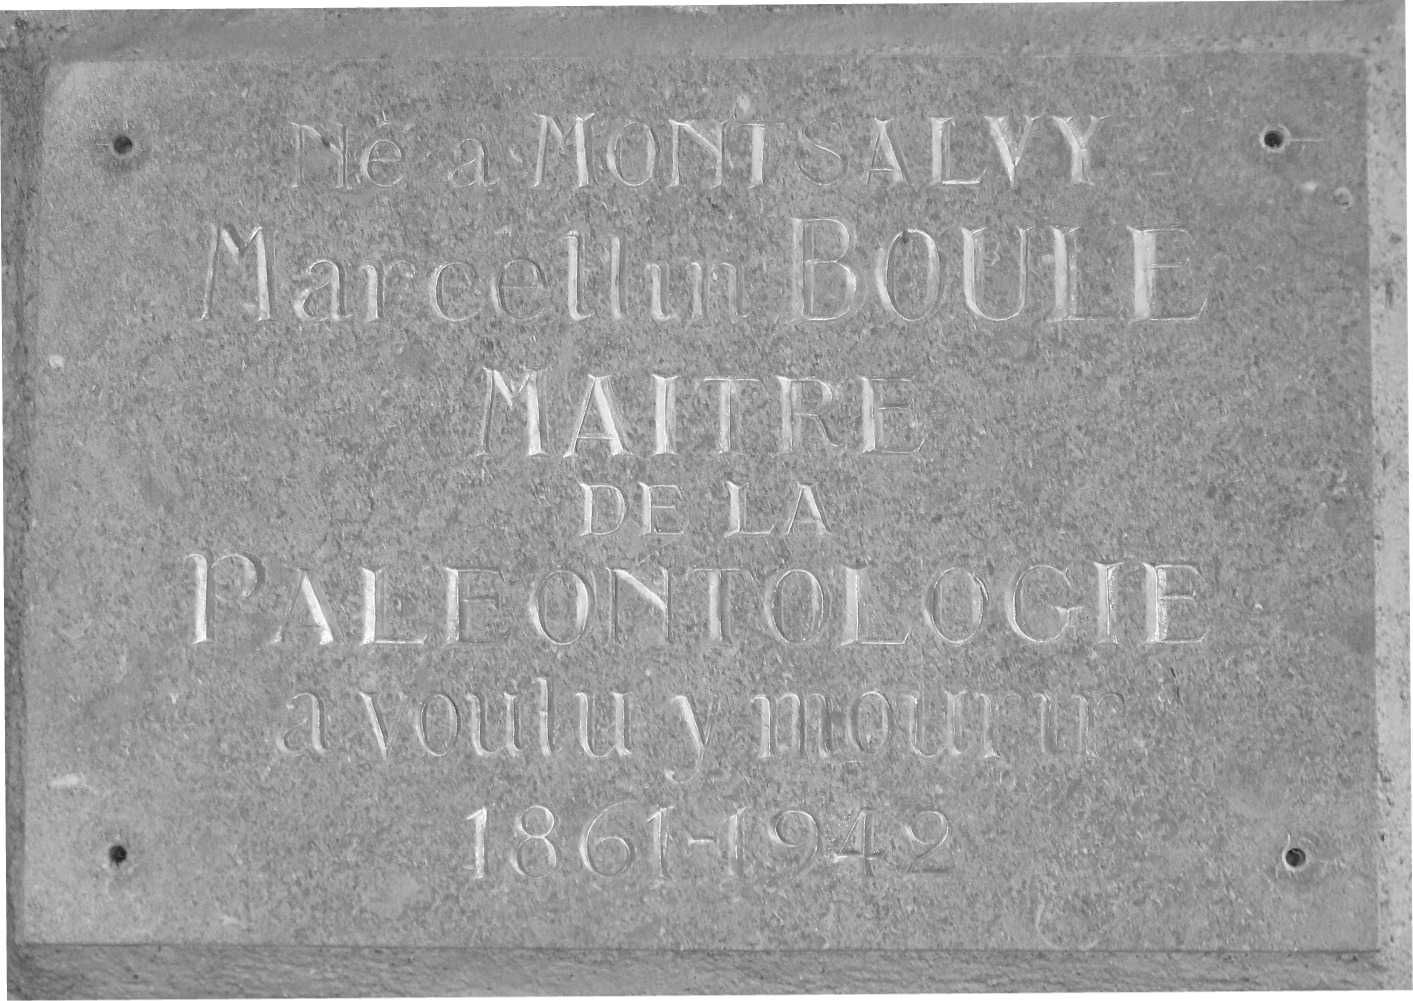 Né a MONTSALVY
Marcellin BOULE
MAITRE
DE LA
PALEONTOLOGIE
a voulu y mourir
1861-1942